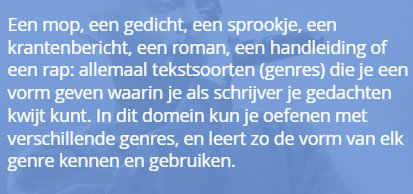 Een mop, een gedicht, een sprookje, een
krantenbericht, een roman, een handleiding of
een rap: allemaal tekstsoorten (genres) die je een
vorm geven waarin je als schrijver je gedachten
kwijt kunt. In dit domein kun je oefenen met
verschillende genres, en leert zo de vorm van elk
genre kennen en gebruiken.